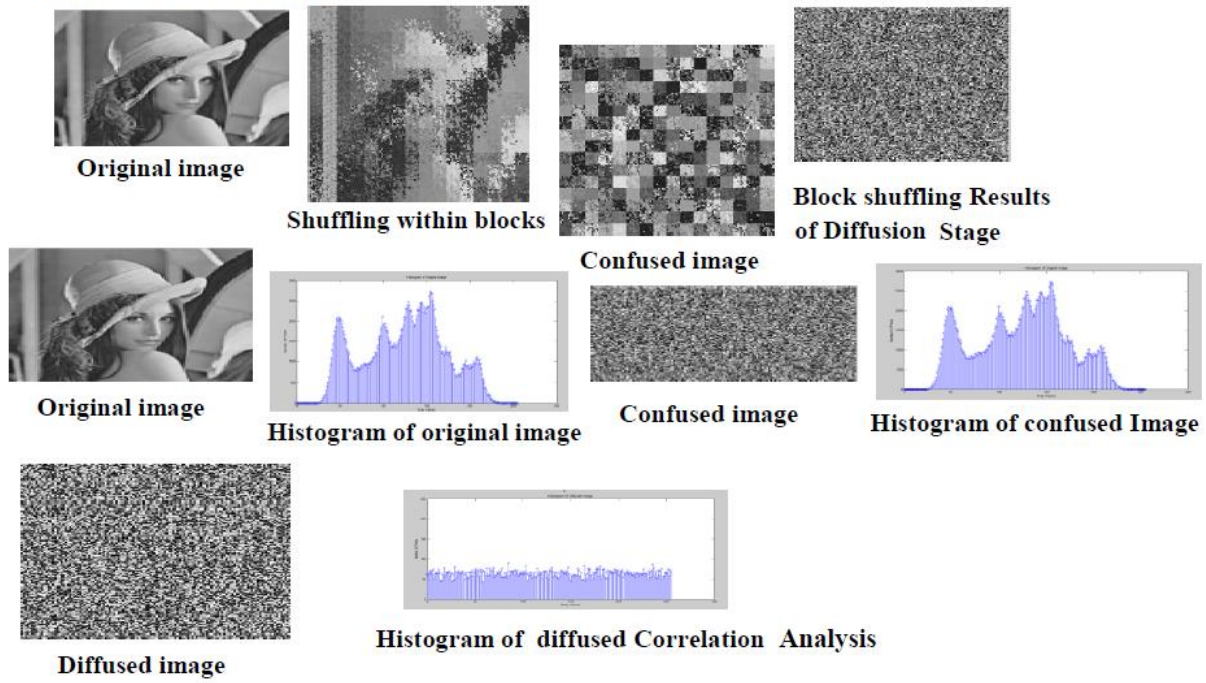 Original image
Shuffling within blocks
Confused image
Block shuffling Results
of Diffusion Stage
Original image
Histogram of original image
Confused image
Histogram of confused Image
Diffused image
Histogram of diffused Correlation Analysis